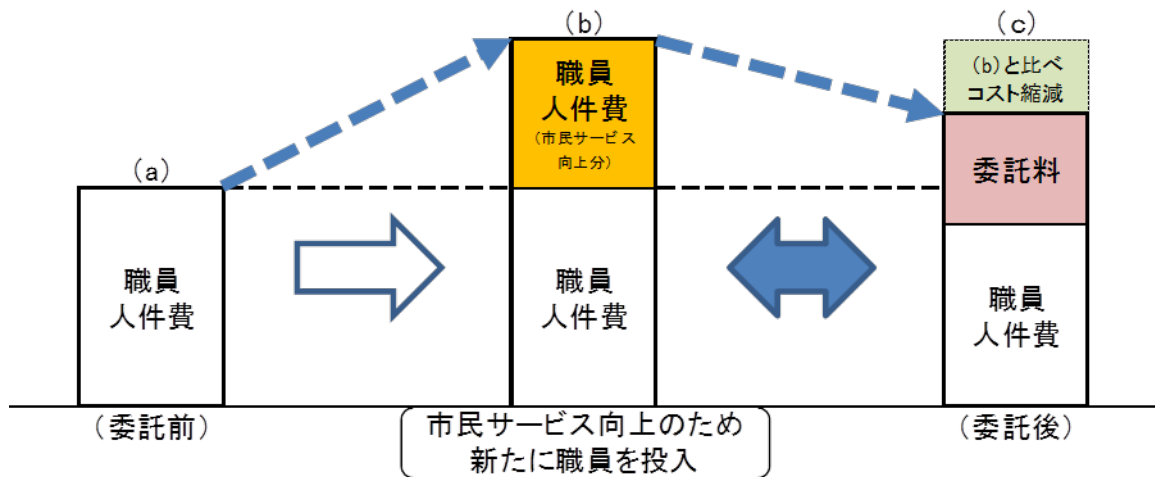 (a)
職員
人件費
(委託前)
(b)
職員
人件費
(市民サービス
向上分)
職員
人件費
市民サービス向上のため
新たに職員を投入
(c)
(b)と比べ
コスト縮減
委託料
職員
人件費
(委託後)